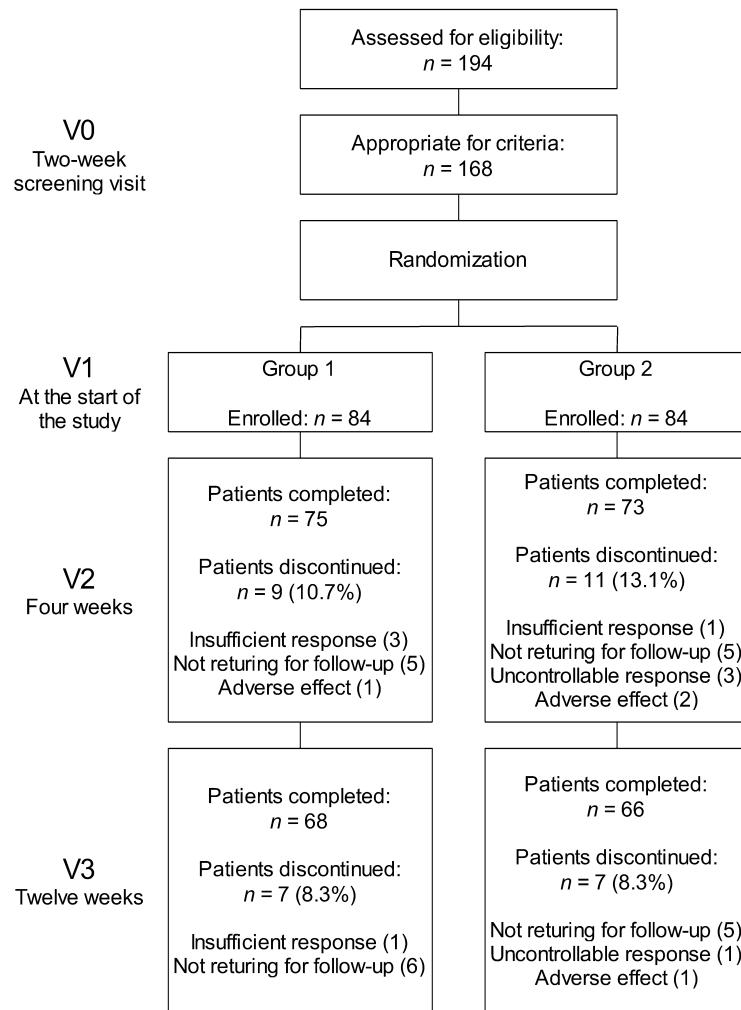 Assessed for eligibility:
n = 194
V0
Two-week
screening visit
Appropriate for criteria:
n = 168
Randomization
V1
At the start of
the study
Group 1
Enrolled: n = 84
Group 2
Enrolled: n = 84
V2
Four weeks
Patients completed:
n = 75
Patients discontinued:
n = 9 (10.7%)
Insufficient response (3)
Not returing for follow-up (5)
Adverse effect (1)
Patients completed:
n = 73
Patients discontinued:
n = 11 (13.1%)
Insufficient response (1)
Not returing for follow-up (5)
Uncontrollable response (3)
Adverse effect (2)
V3
Twelve weeks
Patients completed:
n = 68
Patients discontinued:
n = 7 (8.3%)
Insufficient response (1)
Not returing for follow-up (6)
Patients completed:
n = 66
Patients discontinued:
n = 7 (8.3%)
Not returing for follow-up (5)
Uncontrollable response (1)
Adverse effect (1)